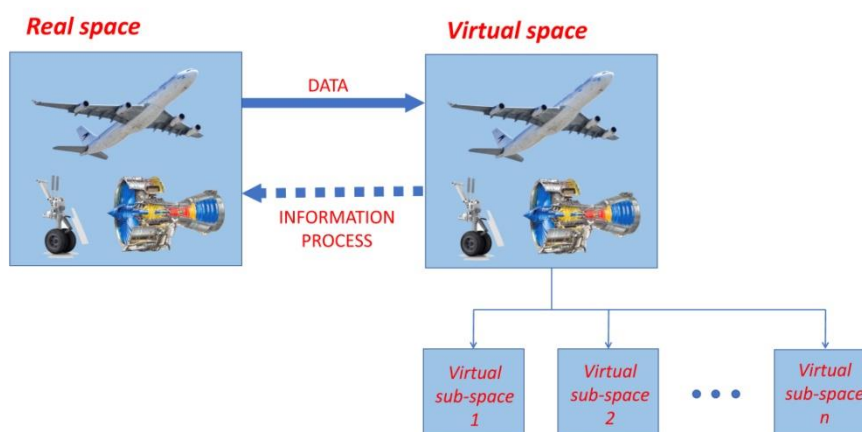 Real space
Virtual space
DATA
INFORMATION
PROCESS
Virtual
sub-space
1
Virtual
sub-space
2
Virtual
sub-space
n